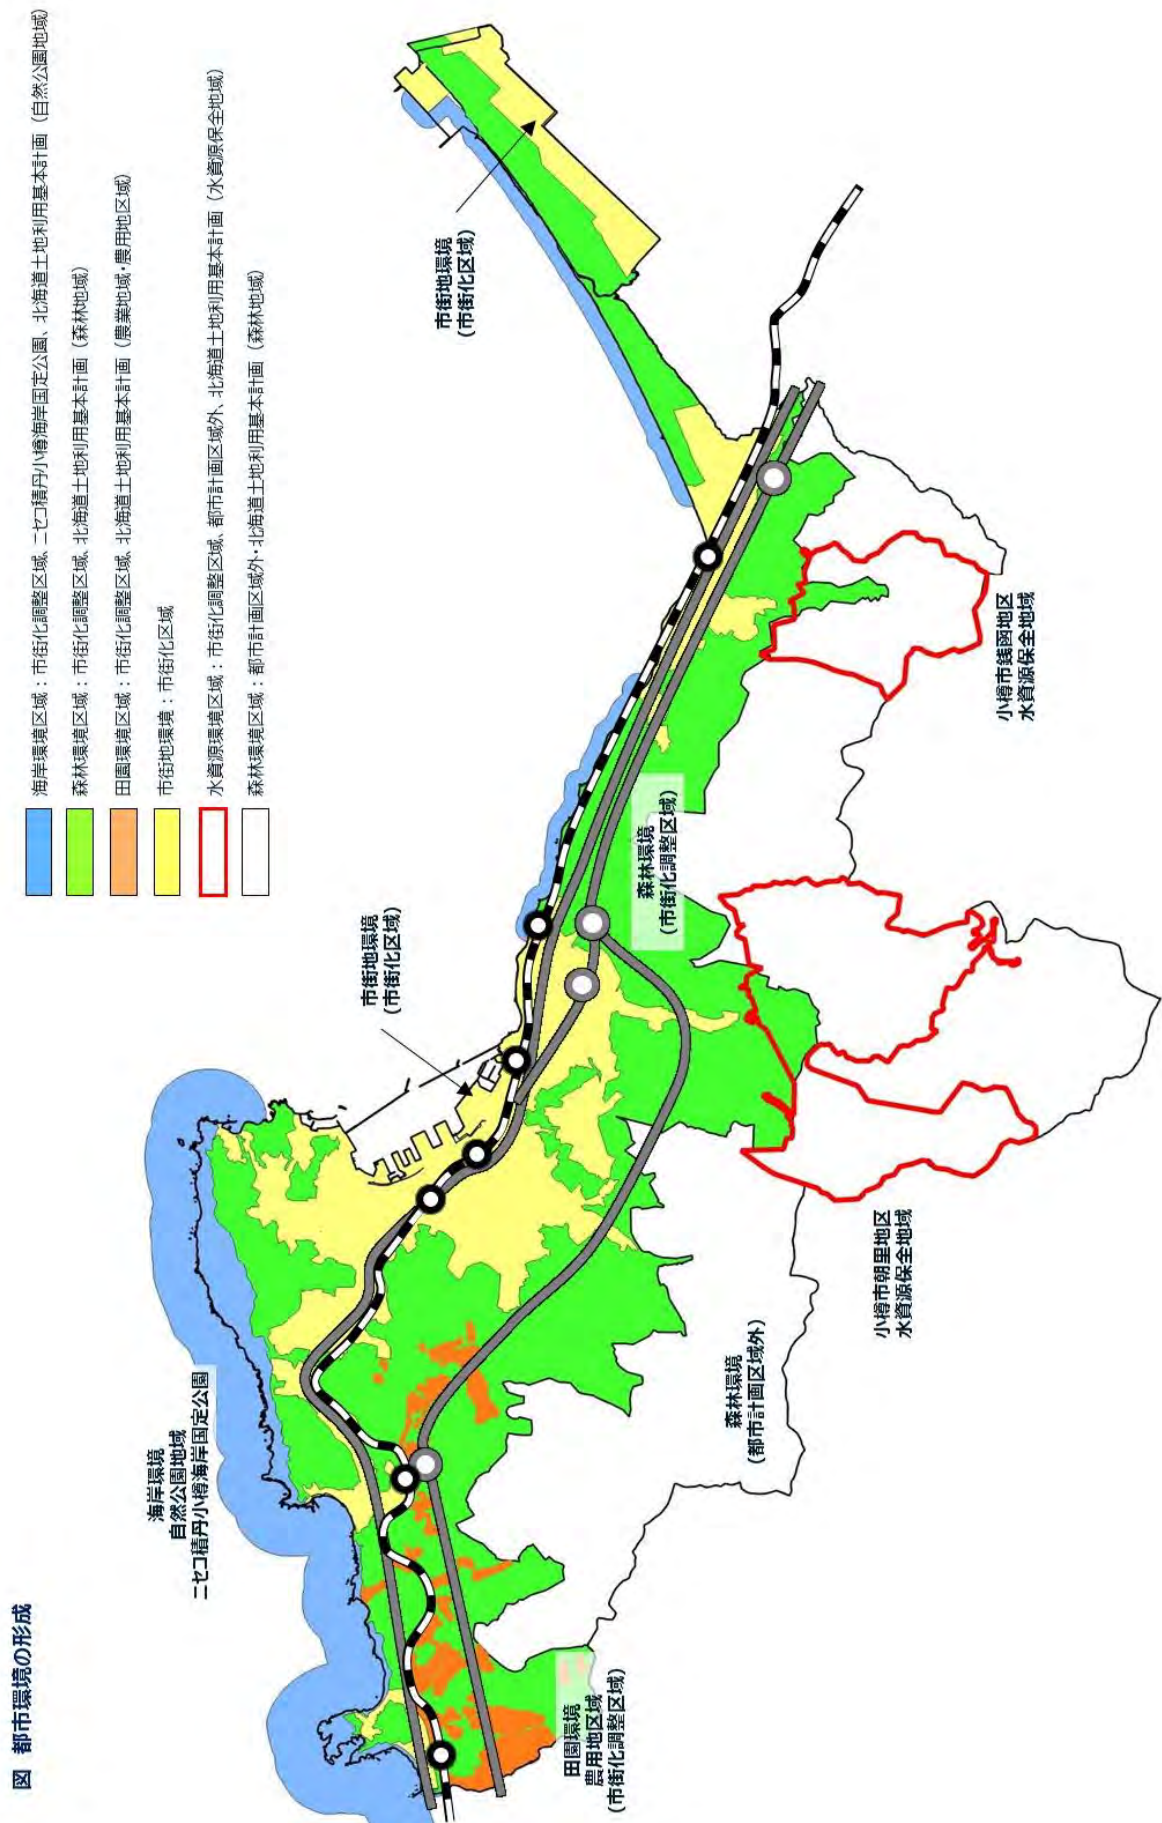 図 都市環境の形成
海岸環境区域：市街化調整区域、ニセコ積丹小樽海岸国定公園、北海道土地利用基本計画（自然公園地域）
森林環境区域：市街化調整区域、北海道土地利用基本計画（森林地域）
田園環境区域：市街化調整区域、北海道土地利用基本計画（農業地域・農用地区域）
市街地環境：市街化区域
水資源環境区域：市街化調整区域、都市計画区域外、北海道土地利用基本計画（水資源保全地域）
森林環境区域：都市計画区域外・北海道土地利用基本計画（森林地域）
海岸環境
自然公園地域
ニセコ積丹小樽海岸国定公園
市街地環境
(市街化区域)
市街地環境
(市街化区域)
田園環境
農用地区域
(市街化調整区域)
森林環境
(都市計画区域外)
森林環境
(市街化調整区域)
小樽市朝里地区
水資源保全地域
小樽市銭函地区
水資源保全地域